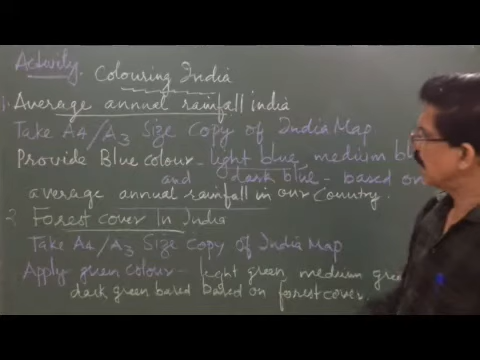 Activity. Colouring India
1. Average annual rainfall india
Take A4/A3 Size Copy of India Map
Provide Blue colour - light blue, medium
and dark blue - based on
average annual rainfall in our Country.
2. Forest cover In India
Take A4/A3 Size Copy of India Map
Apply green colour - light green, medium
dark green based based on forest cover.